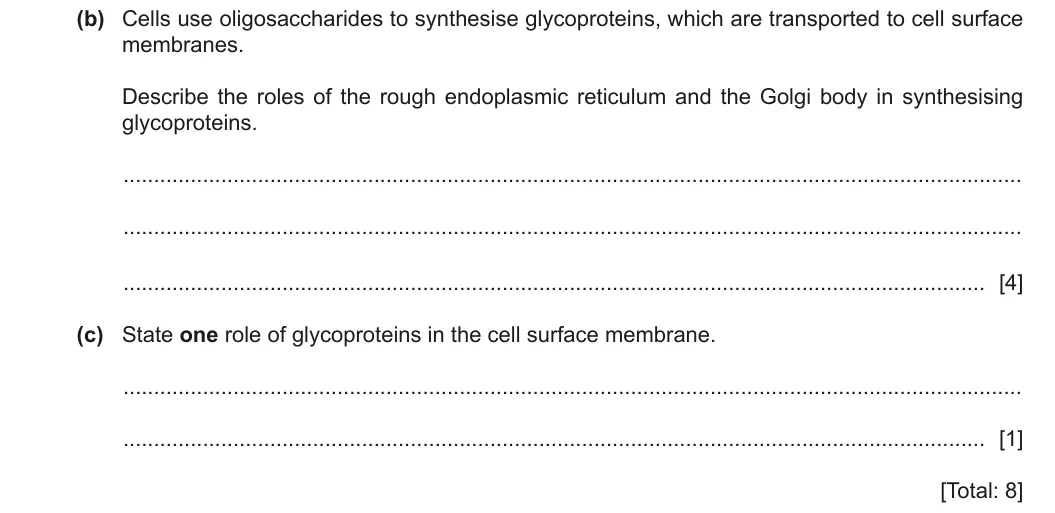 (b) Cells use oligosaccharides to synthesise glycoproteins, which are transported to cell surface
membranes.
Describe the roles of the rough endoplasmic reticulum and the Golgi body in synthesising
glycoproteins.
....................................................................................................................................................
....................................................................................................................................................
.............................................................................................................................................. [4]
(c) State one role of glycoproteins in the cell surface membrane.
....................................................................................................................................................
.............................................................................................................................................. [1]
[Total: 8]